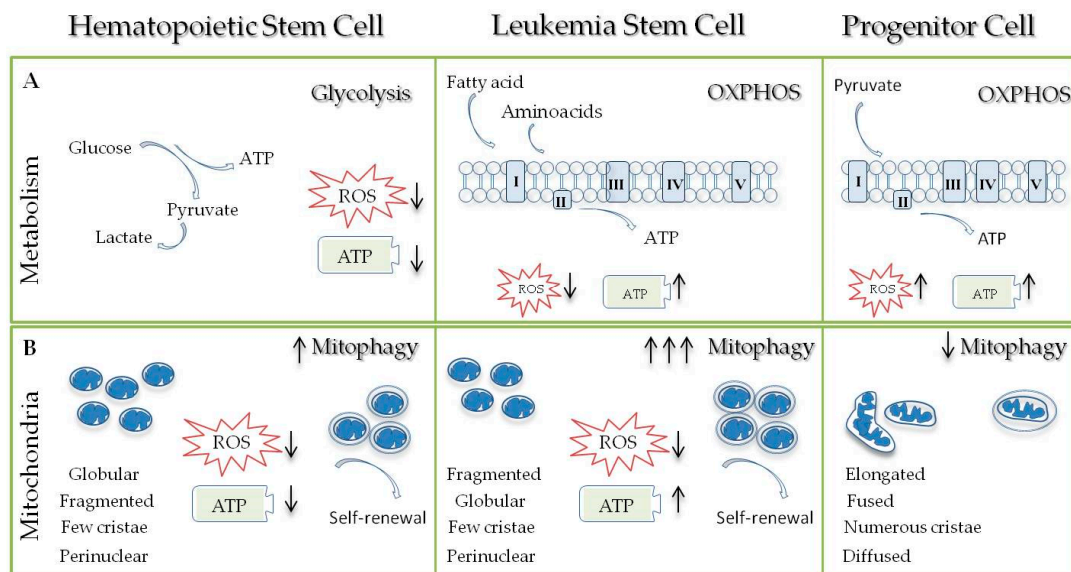 Hematopoietic Stem Cell
Leukemia Stem Cell
Progenitor Cell
A
Metabolism
Glycolysis
Glucose
ATP
Pyruvate
Lactate
ROS
ATP
Fatty acid
Aminoacids
OXPHOS
I
II
III
IV
V
ATP
ROS
ATP
Pyruvate
OXPHOS
I
II
III
IV
V
ATP
ROS
ATP
B
Mitochondria
Mitophagy
ROS
ATP
Globular
Fragmented
Few cristae
Perinuclear
Self-renewal
Mitophagy
ROS
ATP
Fragmented
Globular
Few cristae
Perinuclear
Self-renewal
Mitophagy
Elongated
Fused
Numerous cristae
Diffused